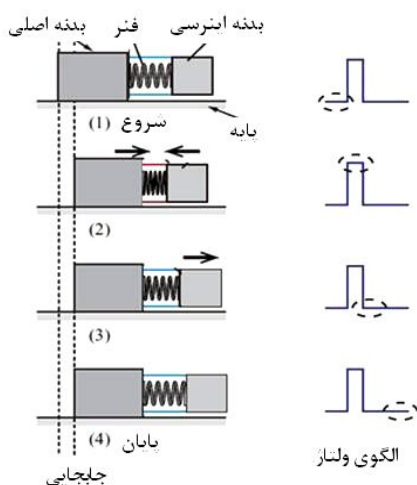 بدنه اصلی فنر بدنه اینرسی
(1) شروع
پایه
(2)
(3)
(4) پایان
جابجایی
الگوی ولتاژ